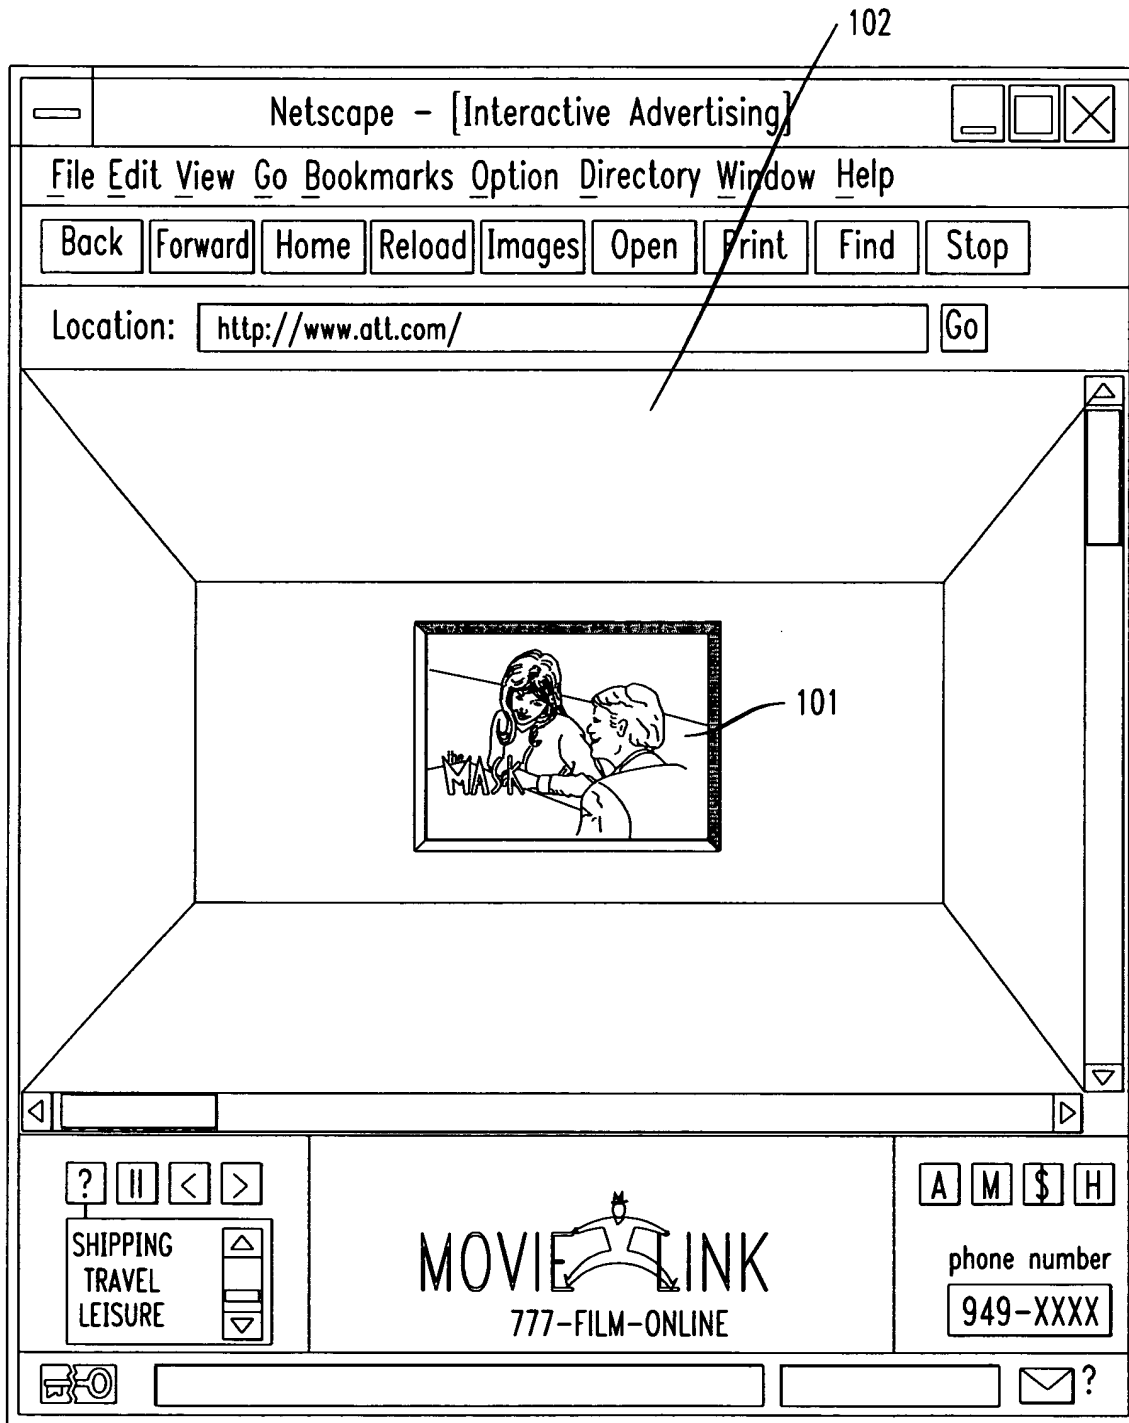 102
Netscape – [Interactive Advertising]
File Edit View Go Bookmarks Option Directory Window Help
Back Forward Home Reload Images Open Print Find Stop
Location: http://www.att.com/ Go
101
the
MASK
? || < >
A M $ H
SHIPPING
TRAVEL
LEISURE
MOVIE LINK
777–FILM–ONLINE
phone number
949–XXXX
?